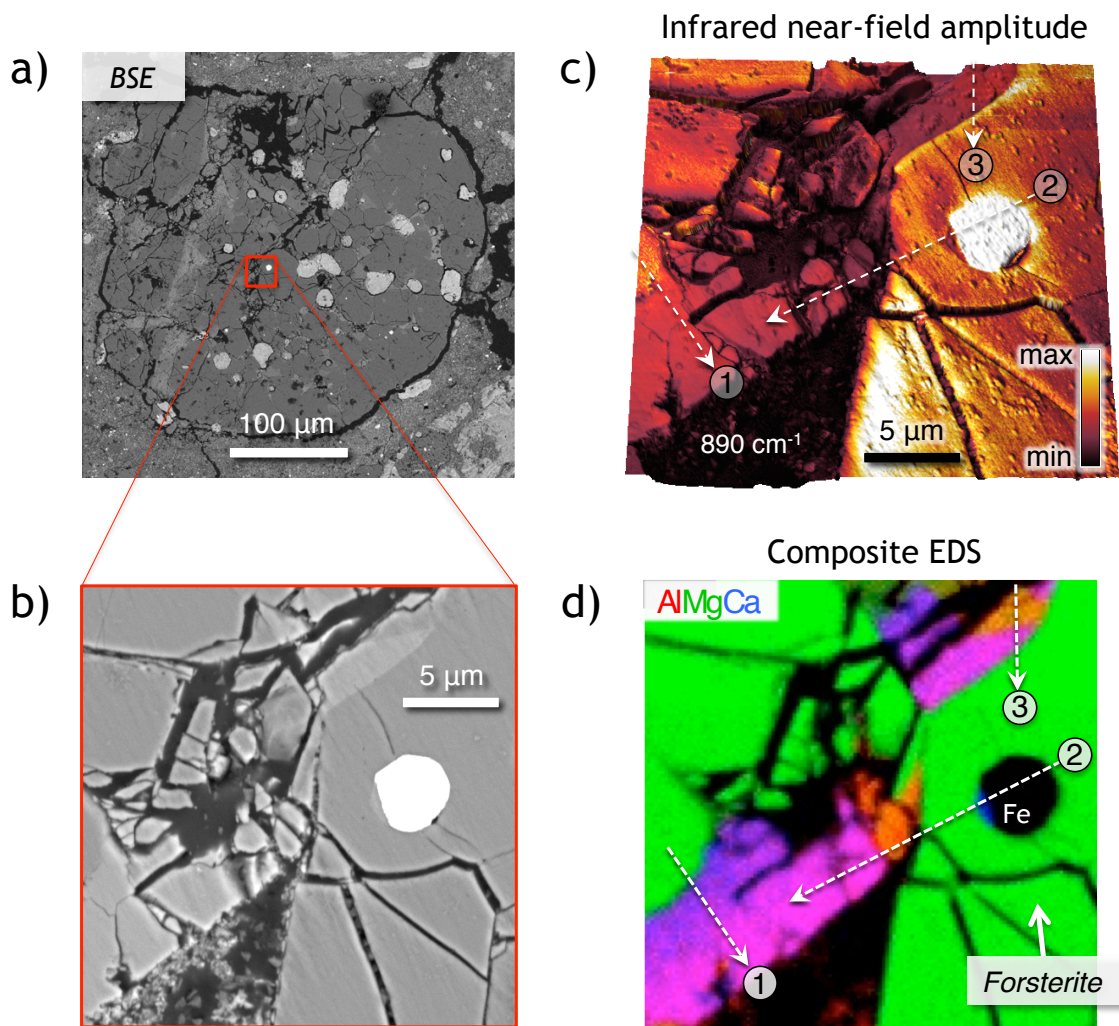 a)
BSE
100 µm
b)
5 µm
Infrared near-field amplitude
c)
3
2
1
890 cm⁻¹
5 µm
max
min
Composite EDS
d)
AlMgCa
3
2
Fe
1
Forsterite